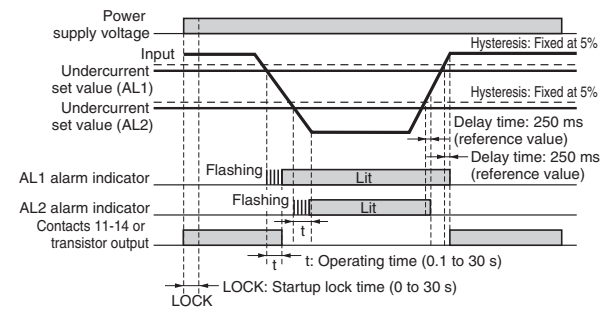 Power
supply voltage
Input
Hysteresis: Fixed at 5%
Undercurrent
set value (AL1)
Hysteresis: Fixed at 5%
Undercurrent
set value (AL2)
Delay time: 250 ms
(reference value)
Delay time: 250 ms
(reference value)
AL1 alarm indicator
Flashing
Lit
AL2 alarm indicator
Flashing
Lit
t
Contacts 11-14 or
transistor output
t
t: Operating time (0.1 to 30 s)
LOCK: Startup lock time (0 to 30 s)
LOCK